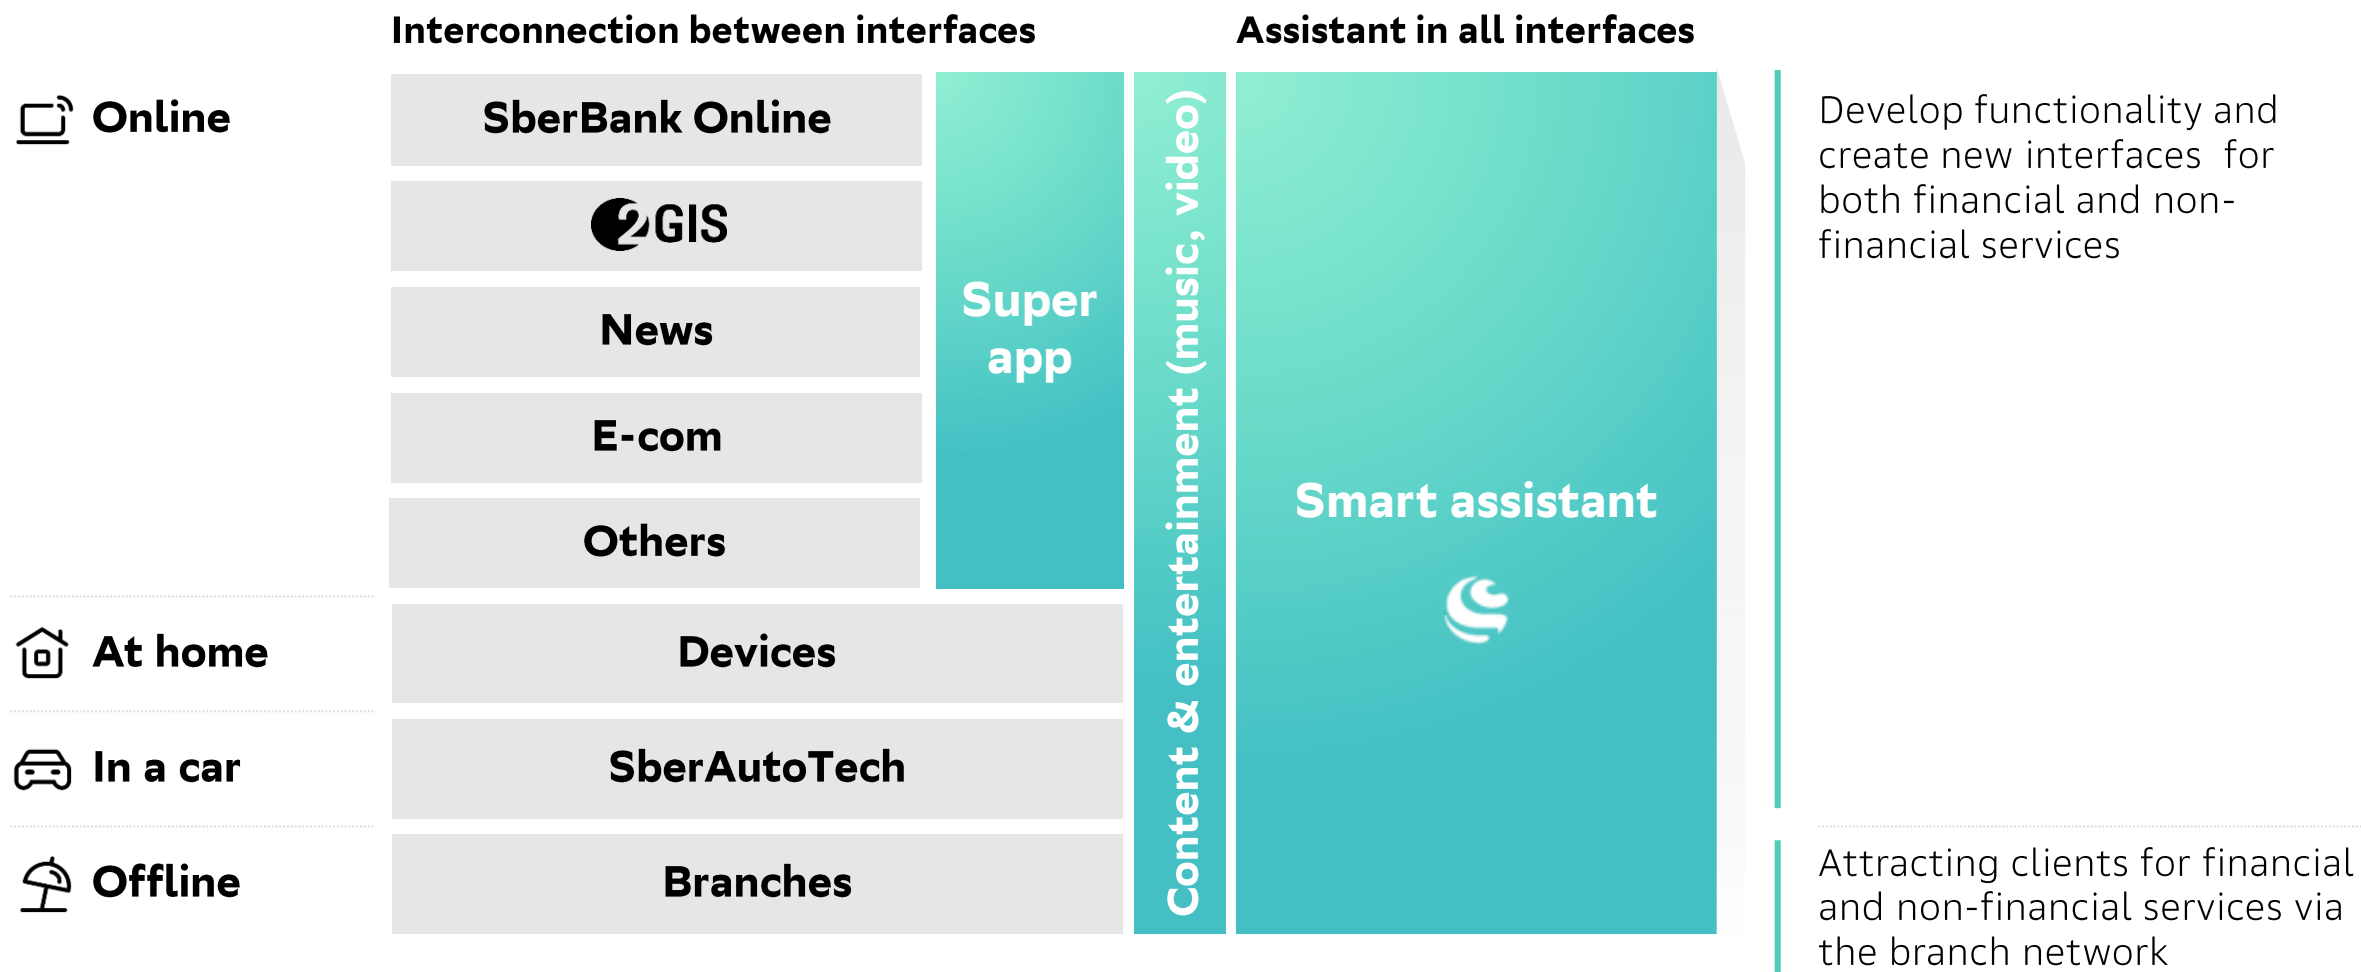 Interconnection between interfaces
Assistant in all interfaces
Online
SberBank Online
2GIS
News
E-com
Others
Super
app
Content & entertainment (music, video)
Smart assistant
Develop functionality and
create new interfaces for
both financial and non-
financial services
At home
Devices
In a car
SberAutoTech
Offline
Branches
Attracting clients for financial
and non-financial services via
the branch network